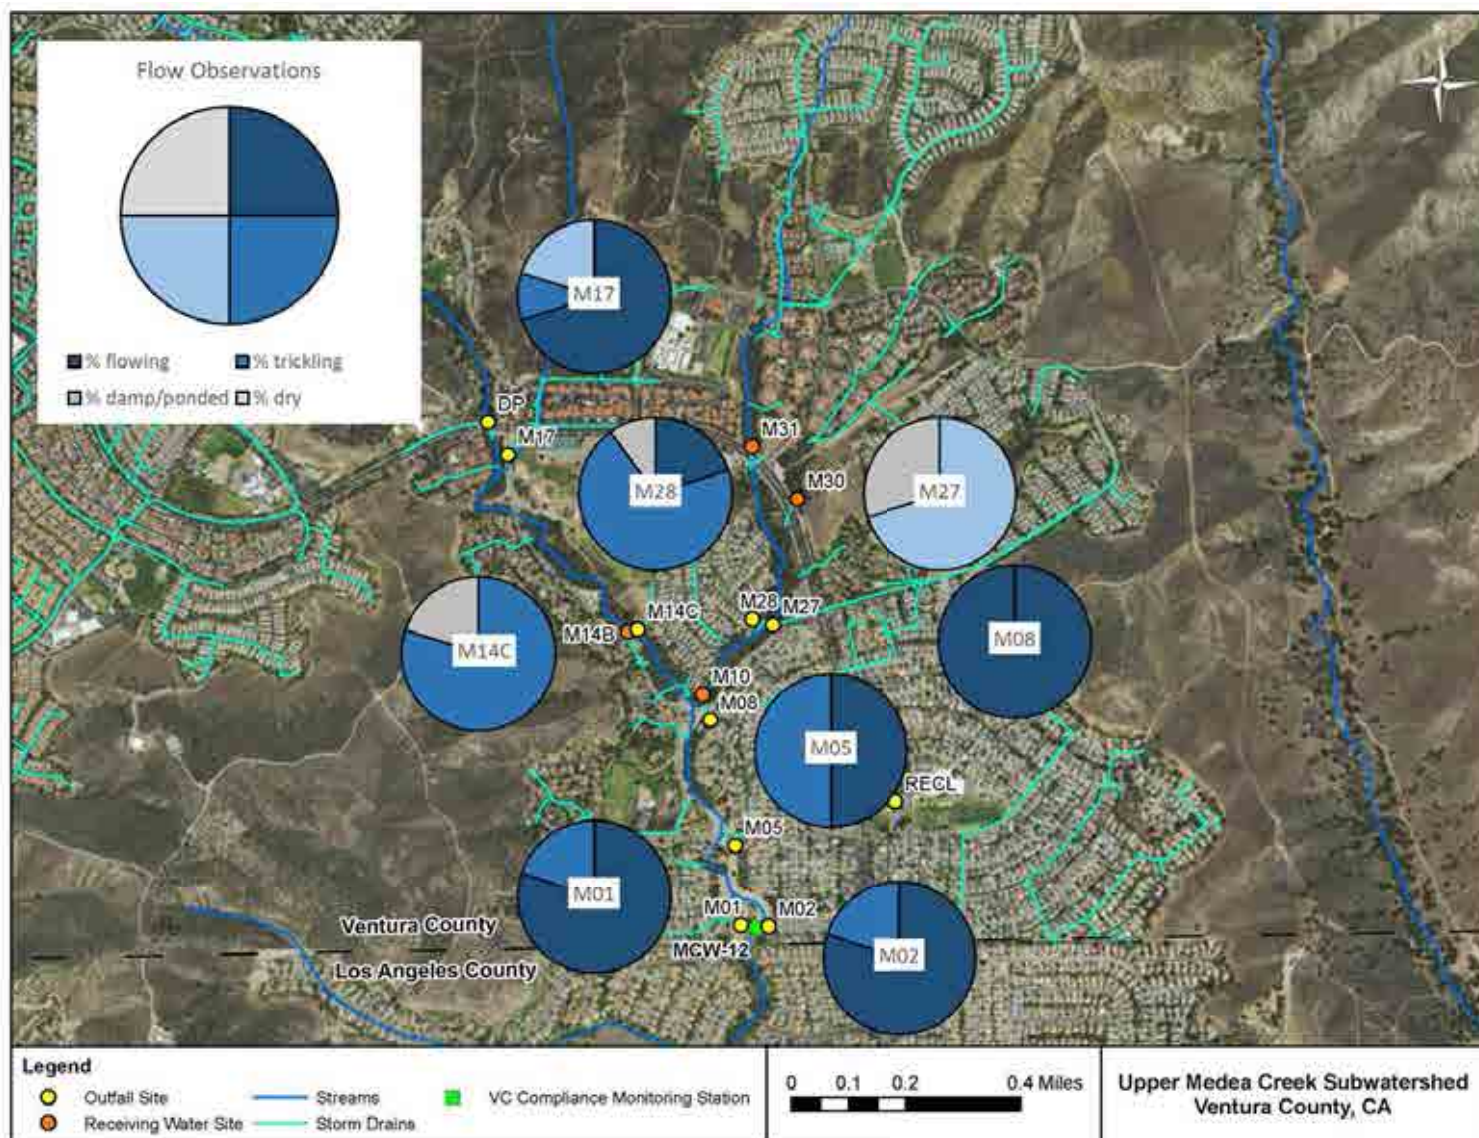 Flow Observations
% flowing
% trickling
% damp/ponded
% dry
M17
DP
M17
M31
M28
M27
M30
M14C
M28
M27
M14B
M14C
M08
M10
M08
M05
RECL
M05
M01
M01
M02
M02
MCW-12
Ventura County
Los Angeles County
Legend
Outfall Site
Streams
VC Compliance Monitoring Station
Receiving Water Site
Storm Drains
0 0.1 0.2 0.4 Miles
Upper Medea Creek Subwatershed
Ventura County, CA